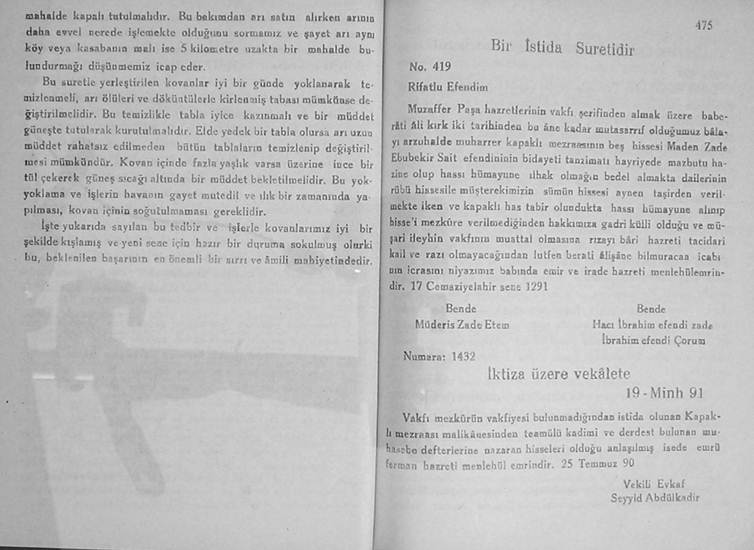 mahalde kapalı tutulmalıdır. Bu bakımdan arı satın alırken arının
daha evvel nerede işlemekte olduğunu sormamız ve şayet arı aynı
köy veya kasabanın malı ise 5 kilometre uzakta bir mahalde bu-
lundurmağı düşünmemiz icap eder.
Bu suretle yerleştirilen kovanlar iyi bir günde yoklanarak te-
mizlenmeli, arı ölüleri ve döküntülerle kirlenmiş tabası mümkünse de-
ğiştirilmelidir. Bu temizlikle tabla iyice kazınmalı ve bir müddet
güneşte tutularak kurutulmalıdır. Elde yedek bir tabla olursa arı uzun
müddet rahatsız edilmeden bütün tablaların temizlenip değiştiril-
mesi mümkündür. Kovan içinde fazla yaşlık varsa üzerine ince bir
tül çekerek güneş sıcağı altında bir müddet bekletilmelidir. Bu yok-
yoklama ve işlerin havanın gayet mutedil ve ılık bir zamanında ya-
pılması, kovan içinin soğutulmaması gereklidir.
İşte yukarıda sayılan bu tedbir ve işlerle kovanlarımız iyi bir
şekilde kışlamış ve yeni sene için hazır bir duruma sokulmuş olurki
bu, beklenilen başarının en önemli bir sırrı ve âmili mahiyetindedir.
475
Bir İstida Suretidir
No. 419
Rifatlu Efendim
Muzaffer Paşa hazretlerinin vakfı şerifinden almak üzere babe-
râti Âli kırk iki tarihinden bu âne kadar mutasarrıf olduğumuz bâla-
yı arzuhalde muharrer kapaklı mezraasının beş hissesi Maden Zade
Ebubekir Sait efendininin bidayeti tanzimatı hayriyede mazbutu ha-
zine olup hassı hümayune ilhak olmağın bedel almakta dailerinin
rübü hissesile müşterekimizin sümün hissesi aynen taşirden veril-
mekte iken ve kapaklı has tabir olundukta hassı hümayune alınıp
hisse'i mezkûre verilmediğinden hakkımıza gadri külli olduğu ve mü-
şari ileyhin vakfının muattal olmasına rızayı bâri hazreti tacidari
kail ve razı olmayacağından lutfen berati âlişâne bilmuracaa icabı-
nın icrasını niyazımız babında emir ve irade hazreti menlehülemrin-
dir. 17 Cemaziyelahir sene 1291
Bende Bende
Müderis Zade Etem Hacı İbrahim efendi zade
İbrahim efendi Çorum
Numara: 1432
İktiza üzere vekâlete
19 - Minh 91
Vakfı mezkûrün vakfiyesi bulunmadığından istida olunan Kapak-
lı mezraası malikânesinden teamülü kadimi ve derdest bulunan mu-
hasebe defterlerine nazaran hisseleri olduğu anlaşılmış isede emrü
ferman hazreti menlehül emrindir. 25 Temmuz 90
Vekili Evkaf
Seyyid Abdülkadir